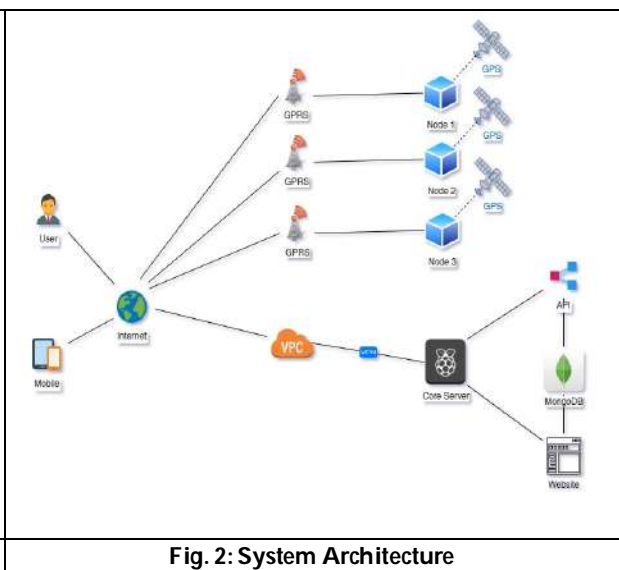 GPS
GPRS
Node 1
GPS
GPRS
Node 2
GPS
User
GPRS
Node 3
Internet
API
VPC
Mobile
Core Server
MongoDB
Website
Fig. 2: System Architecture